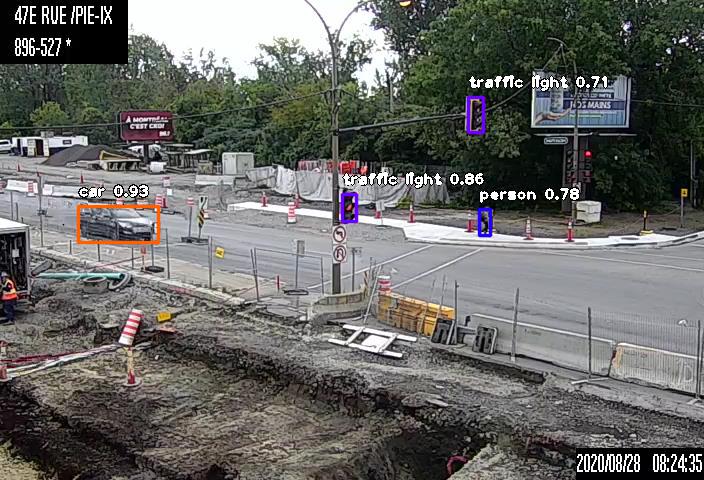 47E RUE /PIE-IX
896-527 *
traffic light 0.71
À MONTRÉAL
C'EST CHEZ
traffic light 0.86
person 0.78
car 0.93
NOS MAINS
2020/08/28 08:24:35